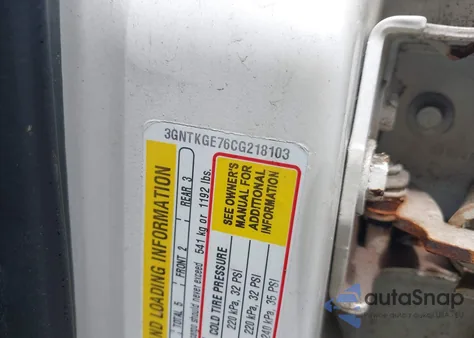 3GNTKGE76CG218103
ND LOADING INFORMATION
TOTAL 5 FRONT 2 REAR 3
cargo should never exceed 541 kg or 1192 lbs.
COLD TIRE PRESSURE
220 kPa, 32 PSI
220 kPa, 32 PSI
240 kPa, 35 PSI
SEE OWNER'S
MANUAL FOR
ADDITIONAL
INFORMATION
autoSnap